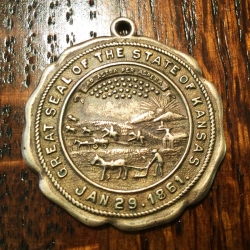 GREAT SEAL OF THE STATE OF KANSAS
JAN 29.1861